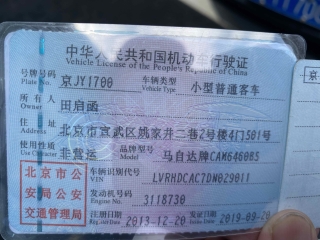 中华人民共和国机动车行驶证
Vehicle License of the People's Republic of China
号牌号码 京JY1700 车辆类型 小型普通客车
Plate No. Vehicle Type
所有人 田启函
Owner
住址 北京市宣武区姚家井二巷2号楼4门501号
Address
使用性质 非营运 品牌型号 马自达牌CAM6460B5
Use Character Model
北京市公 车辆识别代号 LVRHDCAC7DN029011
安局公安 VIN
交通管理局 发动机号码 3118730
Engine No.
注册日期 2013-12-20 发证日期 2019-09-20
Register Date Issue Date
京